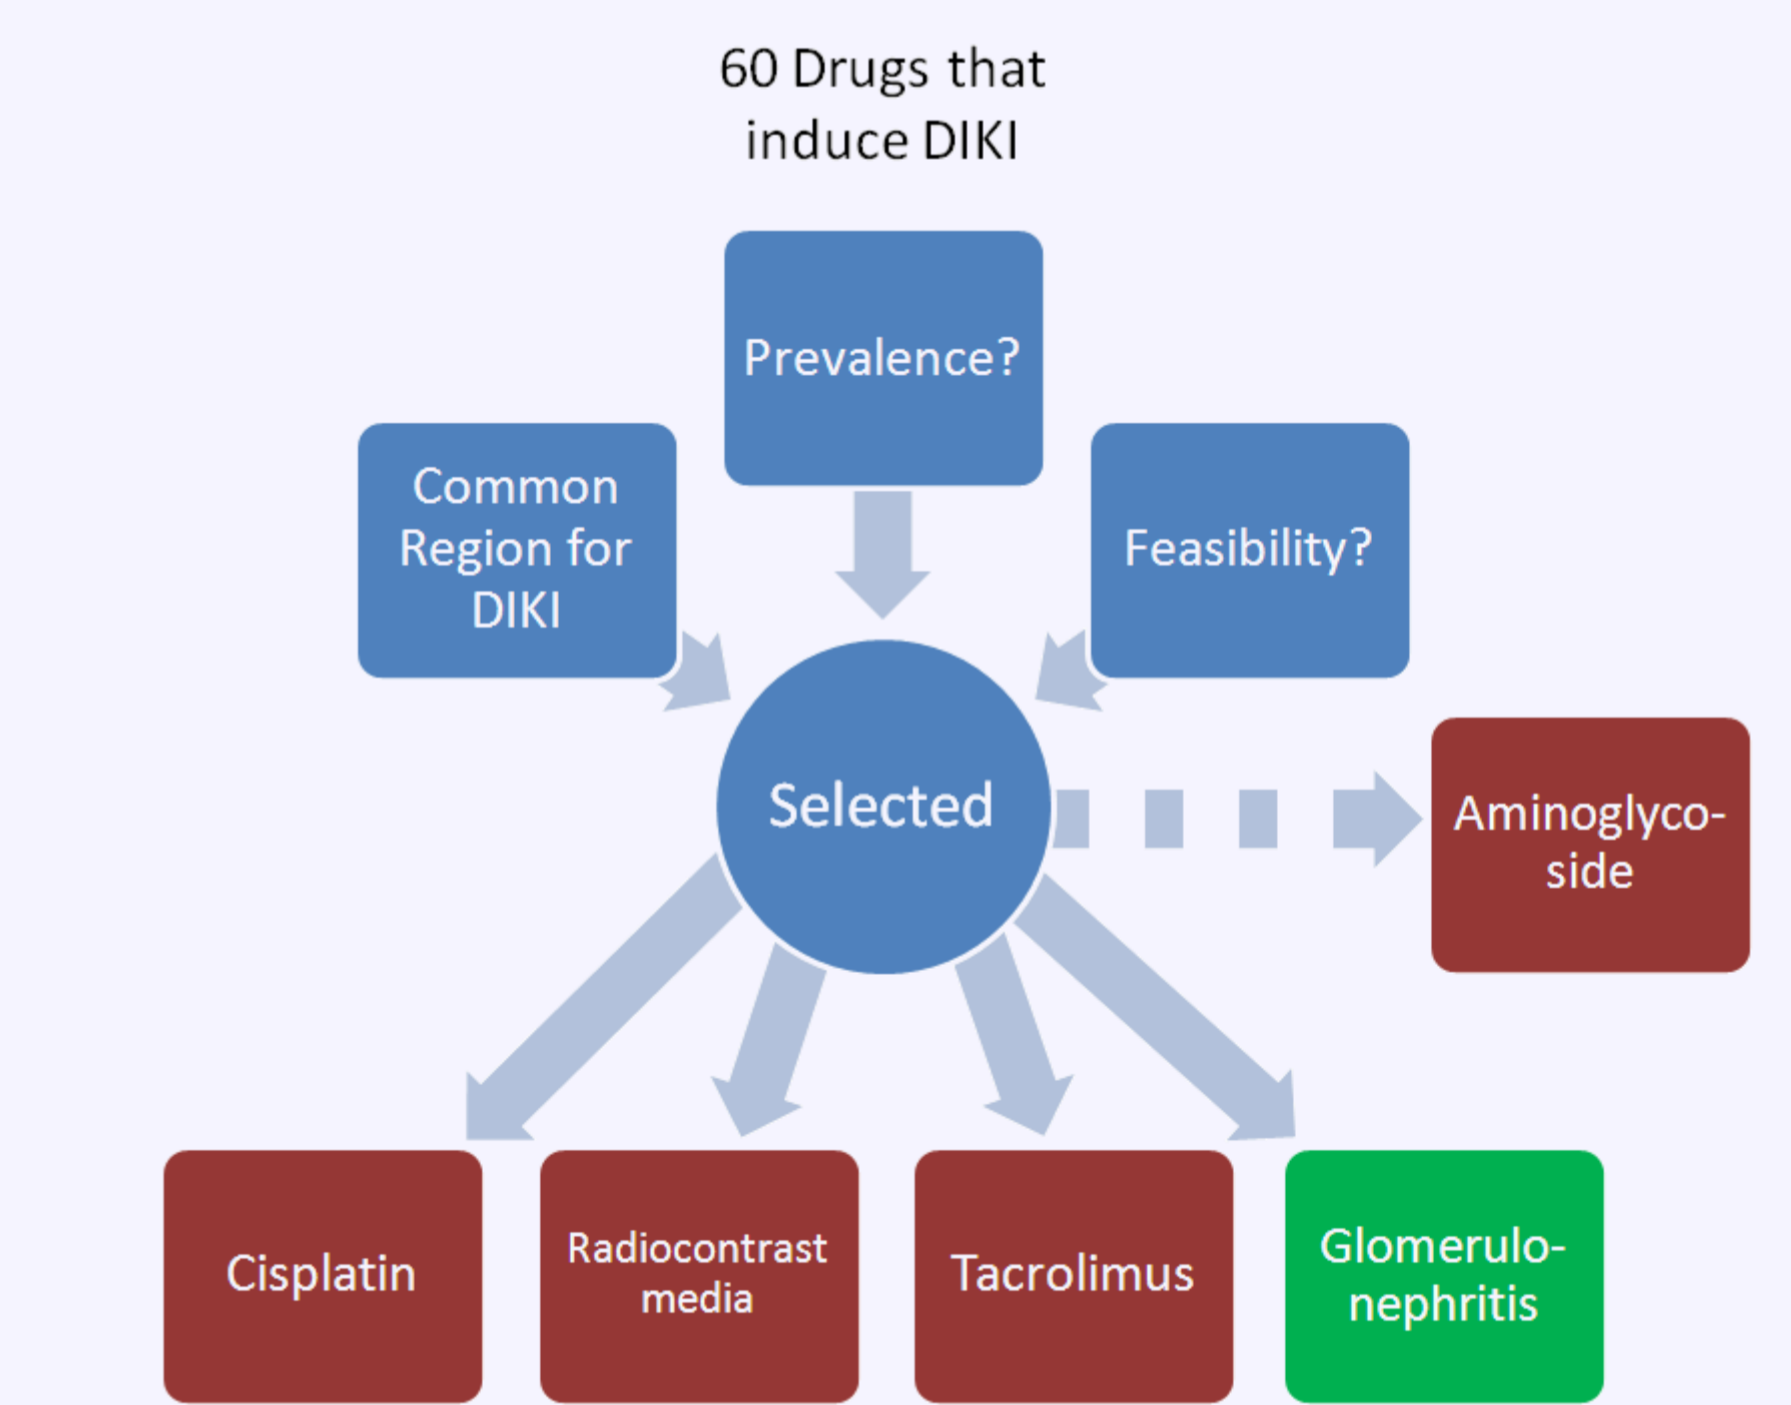 60 Drugs that
induce DIKI
Prevalence?
Common
Region for
DIKI
Feasibility?
Selected
Aminoglyco-
side
Cisplatin
Radiocontrast
media
Tacrolimus
Glomerulo-
nephritis